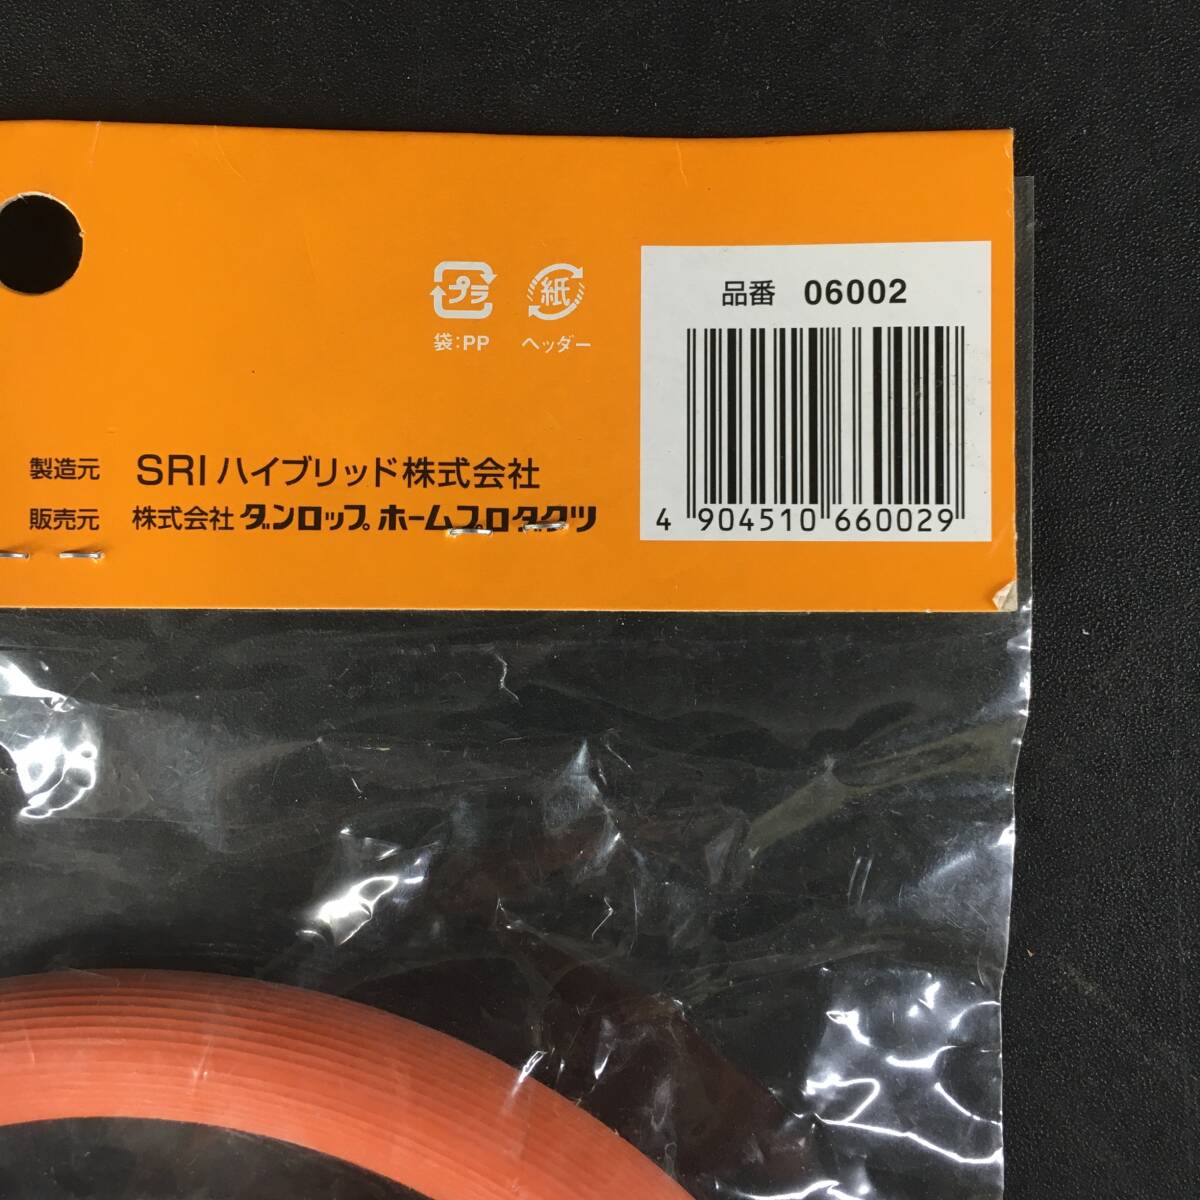 プラ 紙
袋:PP ヘッダー
品番 06002
4 904510 660029
製造元 SRIハイブリッド株式会社
販売元 株式会社 ダンロップ ホームプロダクツ